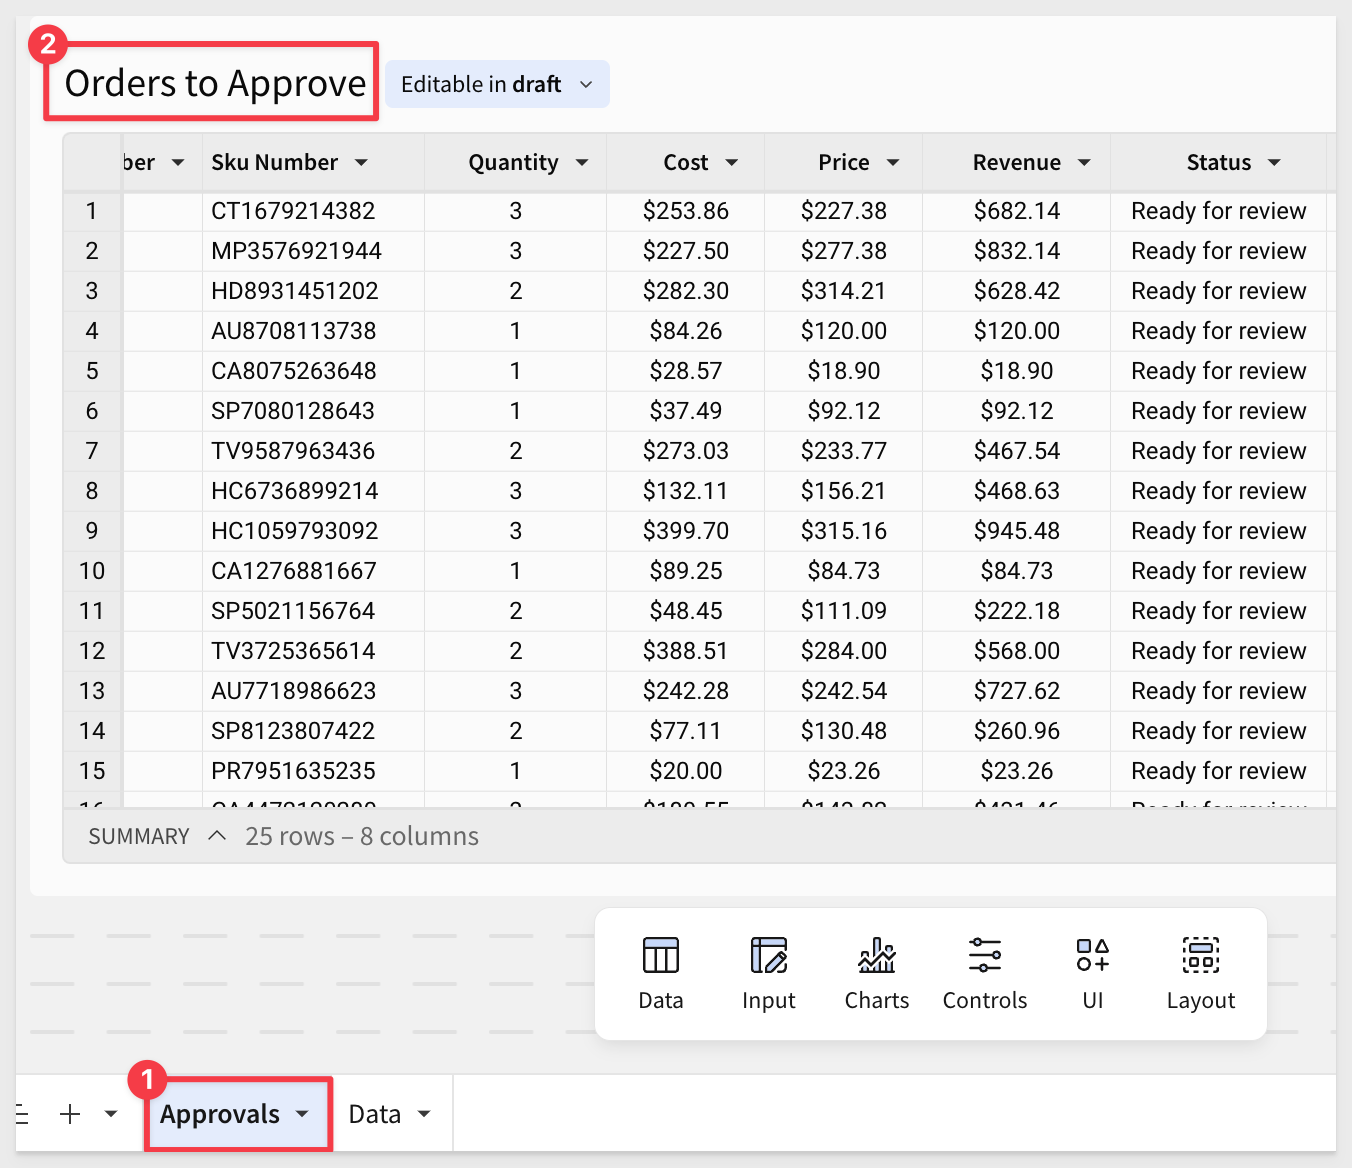 2
Orders to Approve Editable in draft
ber Sku Number Quantity Cost Price Revenue Status
1 CT1679214382 3 $253.86 $227.38 $682.14 Ready for review
2 MP3576921944 3 $227.50 $277.38 $832.14 Ready for review
3 HD8931451202 2 $282.30 $314.21 $628.42 Ready for review
4 AU8708113738 1 $84.26 $120.00 $120.00 Ready for review
5 CA8075263648 1 $28.57 $18.90 $18.90 Ready for review
6 SP7080128643 1 $37.49 $92.12 $92.12 Ready for review
7 TV9587963436 2 $273.03 $233.77 $467.54 Ready for review
8 HC6736899214 3 $132.11 $156.21 $468.63 Ready for review
9 HC1059793092 3 $399.70 $315.16 $945.48 Ready for review
10 CA1276881667 1 $89.25 $84.73 $84.73 Ready for review
11 SP5021156764 2 $48.45 $111.09 $222.18 Ready for review
12 TV3725365614 2 $388.51 $284.00 $568.00 Ready for review
13 AU7718986623 3 $242.28 $242.54 $727.62 Ready for review
14 SP8123807422 2 $77.11 $130.48 $260.96 Ready for review
15 PR7951635235 1 $20.00 $23.26 $23.26 Ready for review
16 Ready for review
SUMMARY 25 rows – 8 columns
Data Input Charts Controls UI Layout
1
Approvals Data